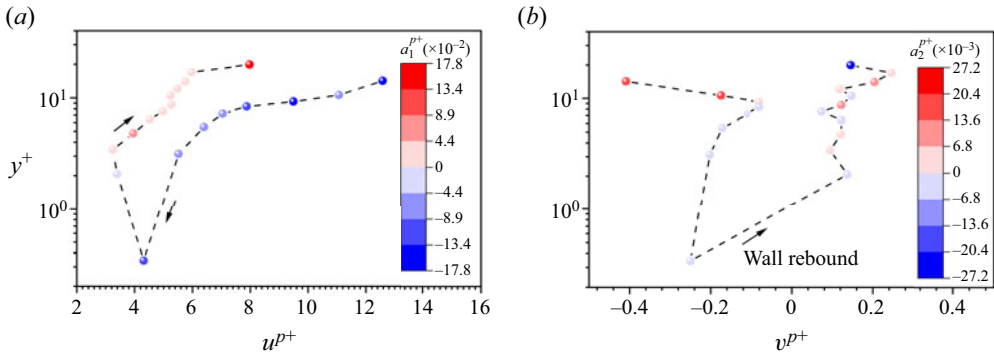 (a)
a₁ᵖ⁺ (×10⁻²)
17.8
13.4
8.9
4.4
0
−4.4
−8.9
−13.4
−17.8
y⁺
10¹
10⁰
2 4 6 8 10 12 14 16
uᵖ⁺
(b)
a₂ᵖ⁺ (×10⁻³)
27.2
20.4
13.6
6.8
0
−6.8
−13.6
−20.4
−27.2
10¹
10⁰
Wall rebound
−0.4 −0.2 0 0.2 0.4
vᵖ⁺